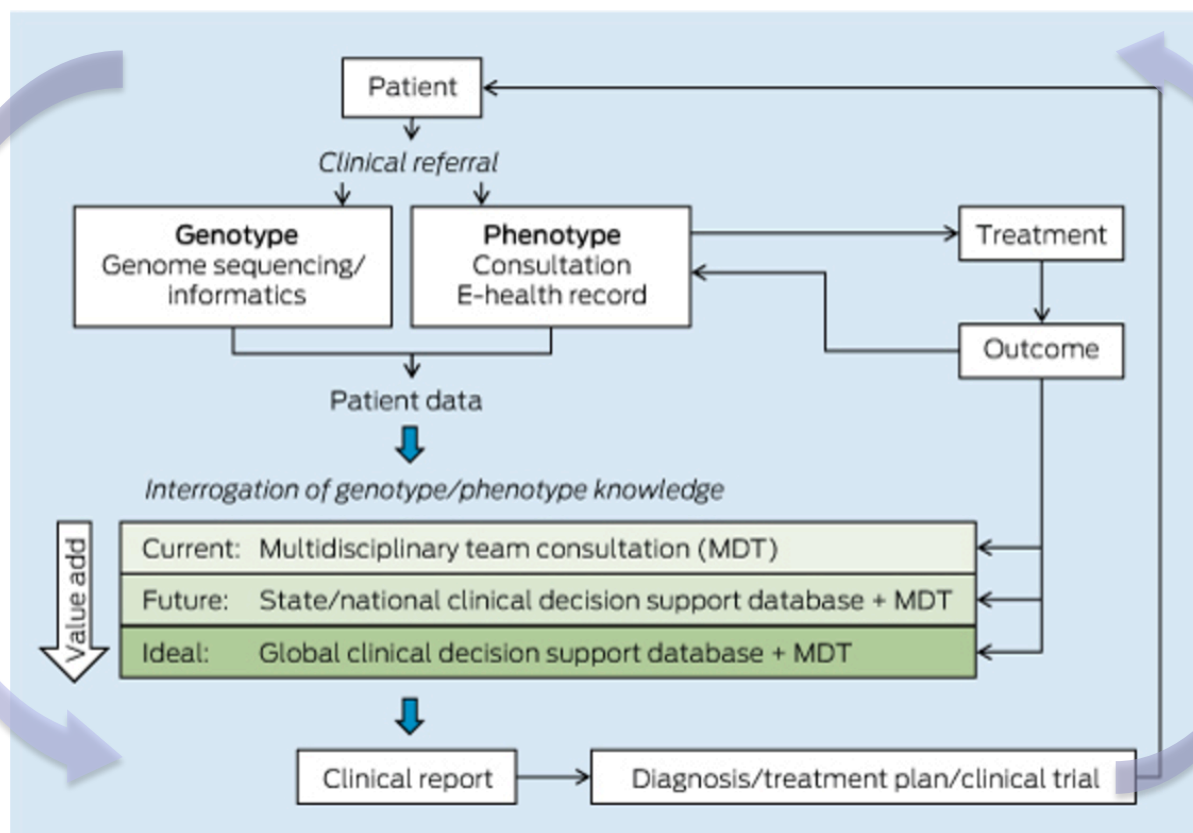 Patient
Clinical referral
Genotype
Genome sequencing/
informatics
Phenotype
Consultation
E-health record
Treatment
Outcome
Patient data
Interrogation of genotype/phenotype knowledge
Value add
Current: Multidisciplinary team consultation (MDT)
Future: State/national clinical decision support database + MDT
Ideal: Global clinical decision support database + MDT
Clinical report
Diagnosis/treatment plan/clinical trial